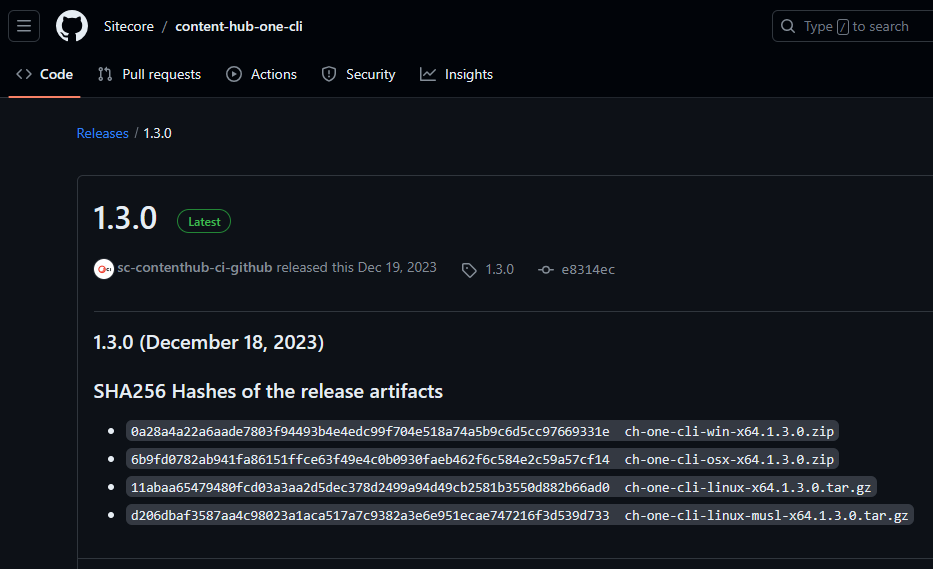 Sitecore / content-hub-one-cli
Type / to search
Code Pull requests Actions Security Insights
Releases / 1.3.0
1.3.0 Latest
sc-contenthub-ci-github released this Dec 19, 2023 1.3.0 e8314ec
1.3.0 (December 18, 2023)
SHA256 Hashes of the release artifacts
0a28a4a22a6aade7803f94493b4e4edc99f704e518a74a5b9c6d5cc97669331e ch-one-cli-win-x64.1.3.0.zip
6b9fd0782ab941fa86151ffce63f49e4c0b0930faeb462f6c584e2c59a57cf14 ch-one-cli-osx-x64.1.3.0.zip
11abaa65479480fcd03a3aa2d5dec378d2499a94d49cb2581b3550d882b66ad0 ch-one-cli-linux-x64.1.3.0.tar.gz
d206dbaf3587aa4c98023a1aca517a7c9382a3e6e951ecae747216f3d539d733 ch-one-cli-linux-musl-x64.1.3.0.tar.gz